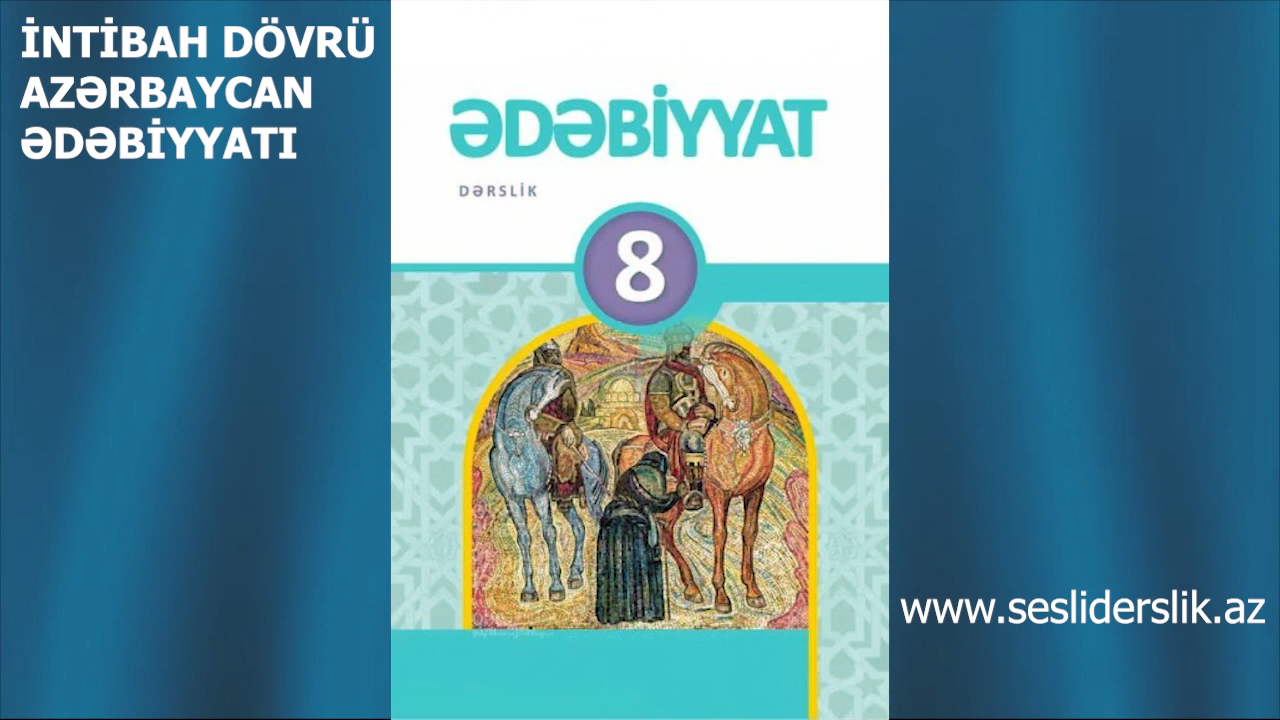 İNTİBAH DÖVRÜ
AZƏRBAYCAN
ƏDƏBİYYATI
ƏDƏBİYYAT
DƏRSLİK
8
www.sesliderslik.az